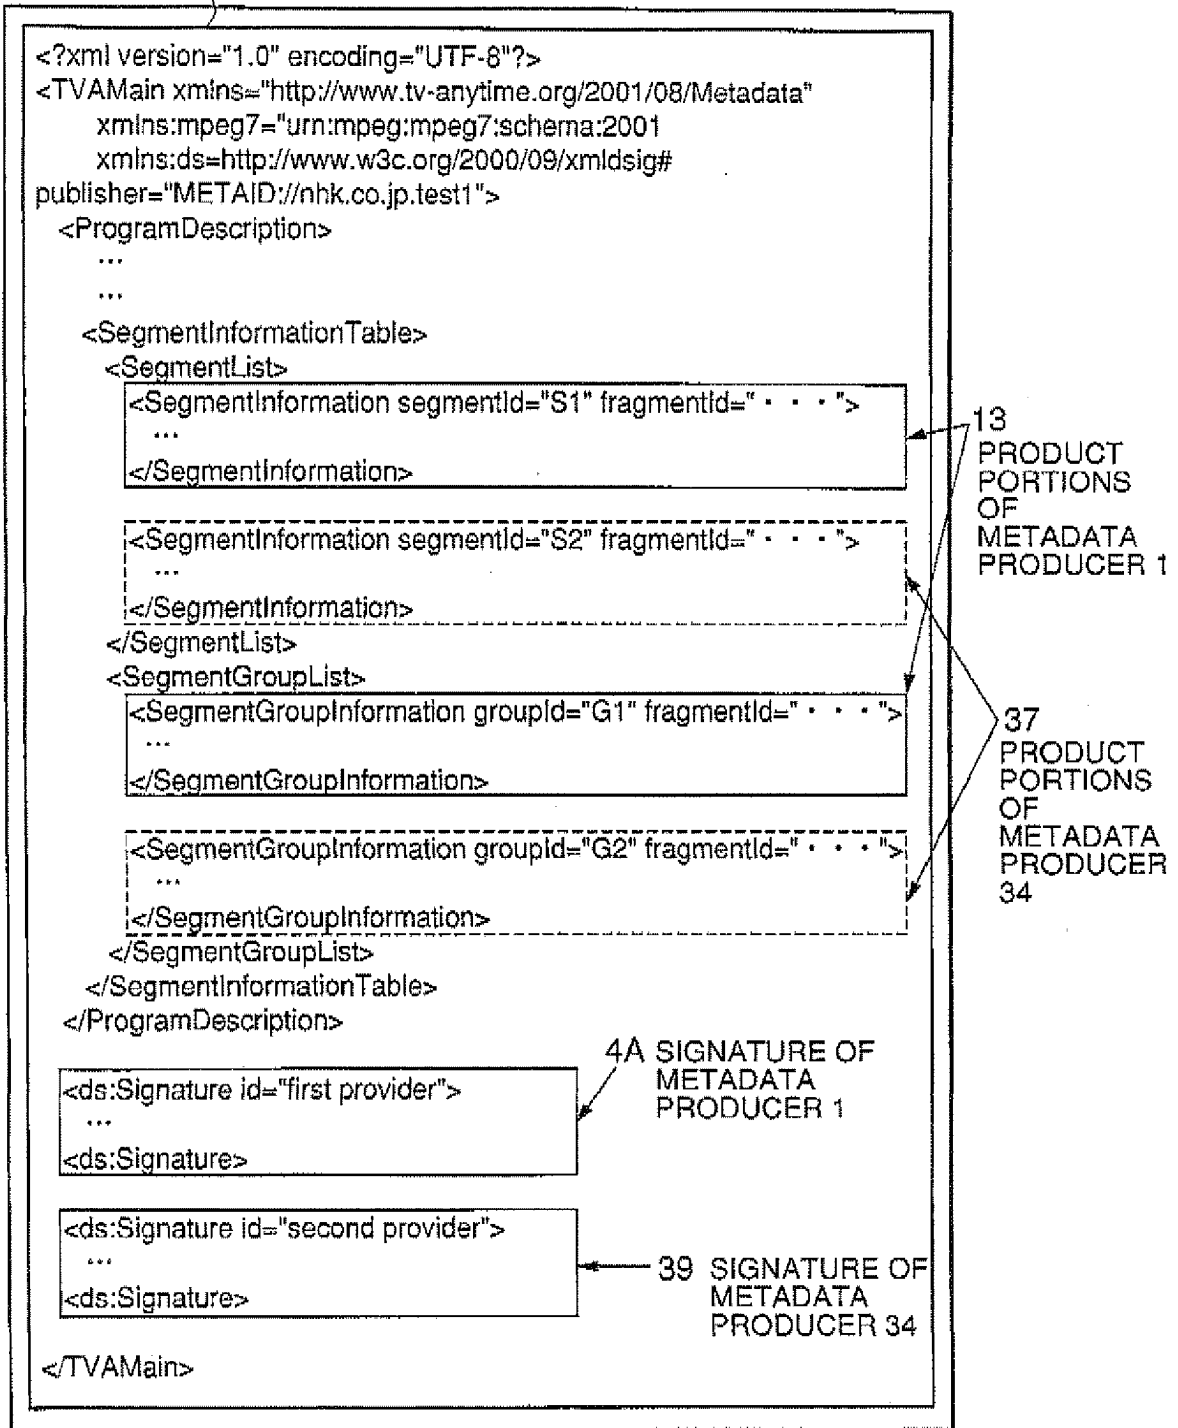 <?xml version="1.0" encoding="UTF-8"?>
<TVAMain xmlns="http://www.tv-anytime.org/2001/08/Metadata"
xmlns:mpeg7="urn:mpeg:mpeg7:schema:2001
xmlns:ds=http://www.w3c.org/2000/09/xmldsig#
publisher="METAID://nhk.co.jp.test1">
<ProgramDescription>
...
...
<SegmentInformationTable>
<SegmentList>
<SegmentInformation segmentId="S1" fragmentId="・・・">
...
</SegmentInformation>
<SegmentInformation segmentId="S2" fragmentId="・・・">
...
</SegmentInformation>
</SegmentList>
<SegmentGroupList>
<SegmentGroupInformation groupId="G1" fragmentId="・・・">
...
</SegmentGroupInformation>
<SegmentGroupInformation groupId="G2" fragmentId="・・・">
...
</SegmentGroupInformation>
</SegmentGroupList>
</SegmentInformationTable>
</ProgramDescription>
<ds:Signature id="first provider">
...
<ds:Signature>
<ds:Signature id="second provider">
...
<ds:Signature>
</TVAMain>
13
PRODUCT
PORTIONS
OF
METADATA
PRODUCER 1
37
PRODUCT
PORTIONS
OF
METADATA
PRODUCER
34
4A SIGNATURE OF
METADATA
PRODUCER 1
39 SIGNATURE OF
METADATA
PRODUCER 34